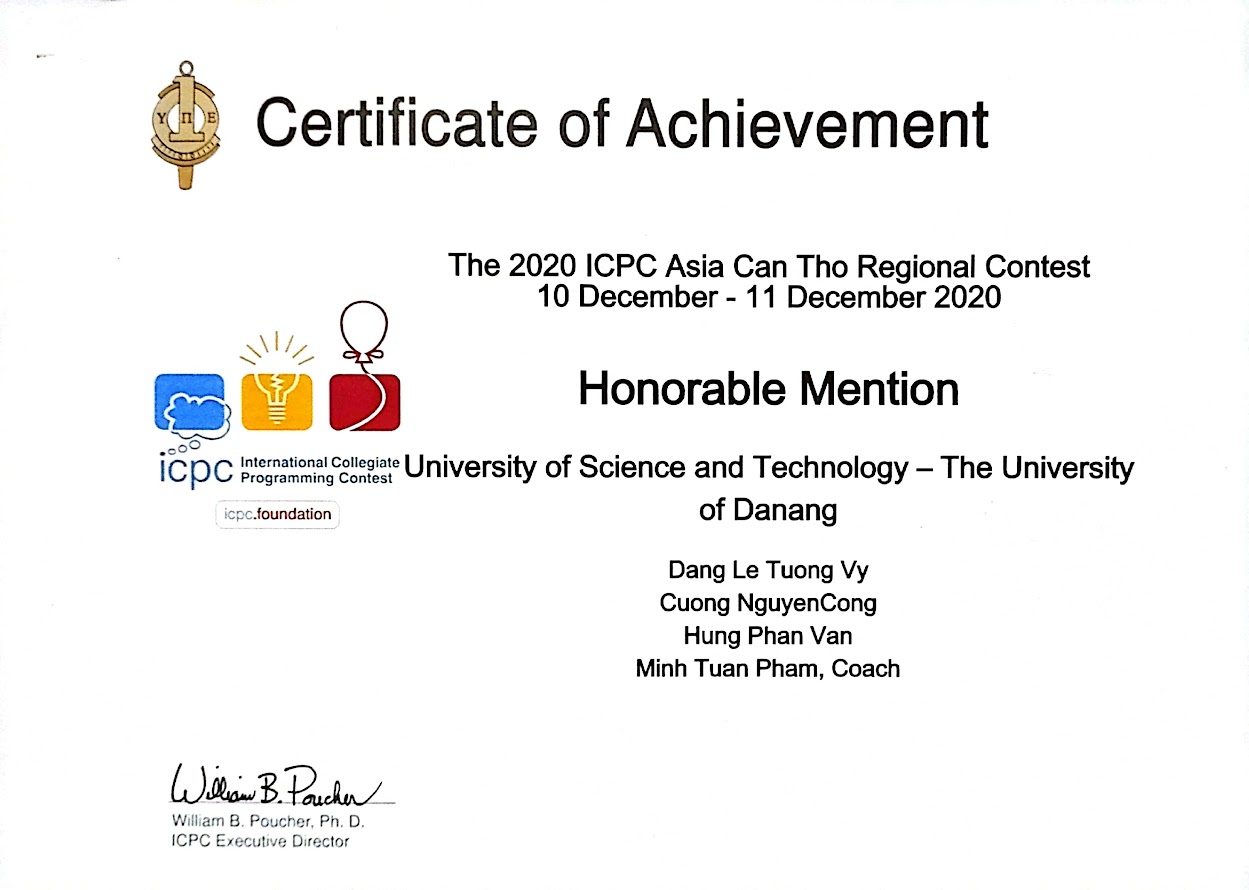 Certificate of Achievement
Υ Π Ε
The 2020 ICPC Asia Can Tho Regional Contest
10 December - 11 December 2020
Honorable Mention
icpc International Collegiate
Programming Contest
icpc.foundation
University of Science and Technology – The University
of Danang
Dang Le Tuong Vy
Cuong NguyenCong
Hung Phan Van
Minh Tuan Pham, Coach
William B. Poucher
William B. Poucher, Ph. D.
ICPC Executive Director